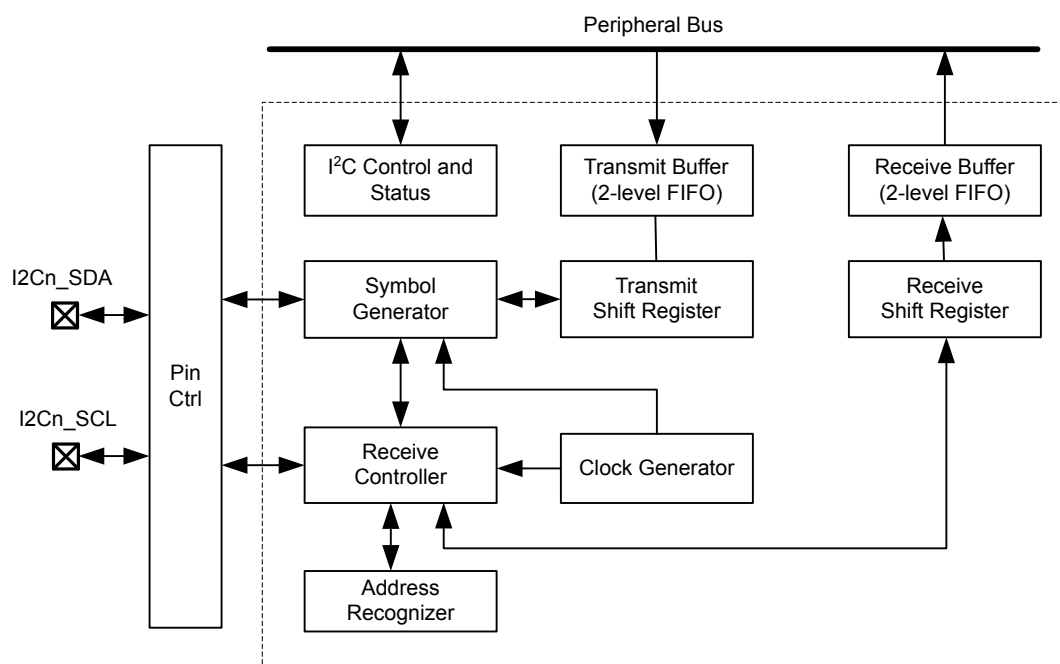 Peripheral Bus
I²C Control and
Status
Transmit Buffer
(2-level FIFO)
Receive Buffer
(2-level FIFO)
I2Cn_SDA
Symbol
Generator
Transmit
Shift Register
Receive
Shift Register
Pin
Ctrl
I2Cn_SCL
Receive
Controller
Clock Generator
Address
Recognizer